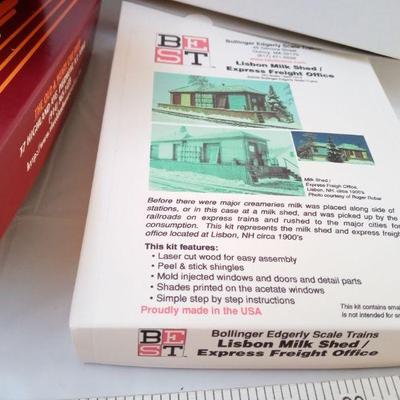 BEST
Bollinger Edgerly Scale Trains
Lisbon Milk Shed /
Express Freight Office
Milk Shed /
Express Freigh Office,
Lisbon, NH. circa 1900's
Photo courtesy of Roger Robar
Before there were major creameries milk was placed along side of
stations, or in this case at a milk shed, and was picked up by the
railroads on express trains and rushed to the major cities for
consumption. This kit represents the milk shed and express freight
office located at Lisbon, NH circa 1900's
This kit features:
• Laser cut wood for easy assembly
• Peel & stick shingles
• Mold injected windows and doors and detail parts
• Shades printed on the acetate windows
• Simple step by step instructions
Proudly made in the USA
This kit contains smal
is not intended for
BEST
Bollinger Edgerly Scale Trains
Lisbon Milk Shed /
Express Freight Office